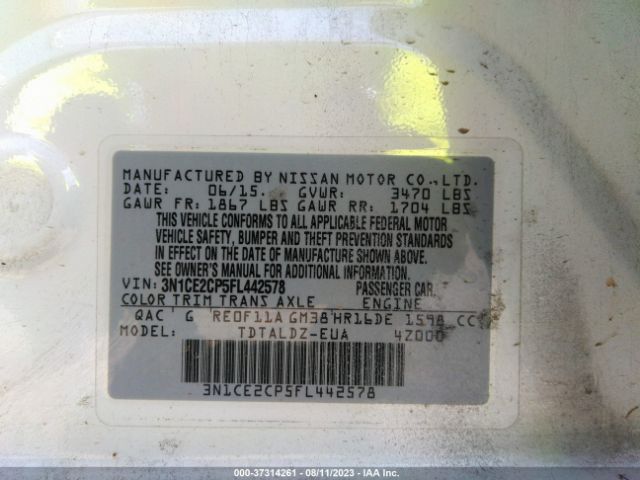 MANUFACTURED BY NISSAN MOTOR CO.,LTD.
DATE: 06/15. GVWR: 3470 LBS
GAWR FR: 1867 LBS GAWR RR: 1704 LBS
THIS VEHICLE CONFORMS TO ALL APPLICABLE FEDERAL MOTOR
VEHICLE SAFETY, BUMPER AND THEFT PREVENTION STANDARDS
IN EFFECT ON THE DATE OF MANUFACTURE SHOWN ABOVE.
SEE OWNER'S MANUAL FOR ADDITIONAL INFORMATION.
VIN: 3N1CE2CP5FL442578 PASSENGER CAR.
COLOR TRIM TRANS AXLE ENGINE
QAC G RE0F11A GM38 HR16DE 1598 CC
MODEL: TDTALDZ-EUA 4Z000
3N1CE2CP5FL442578
000-37314261 - 08/11/2023 - IAA Inc.